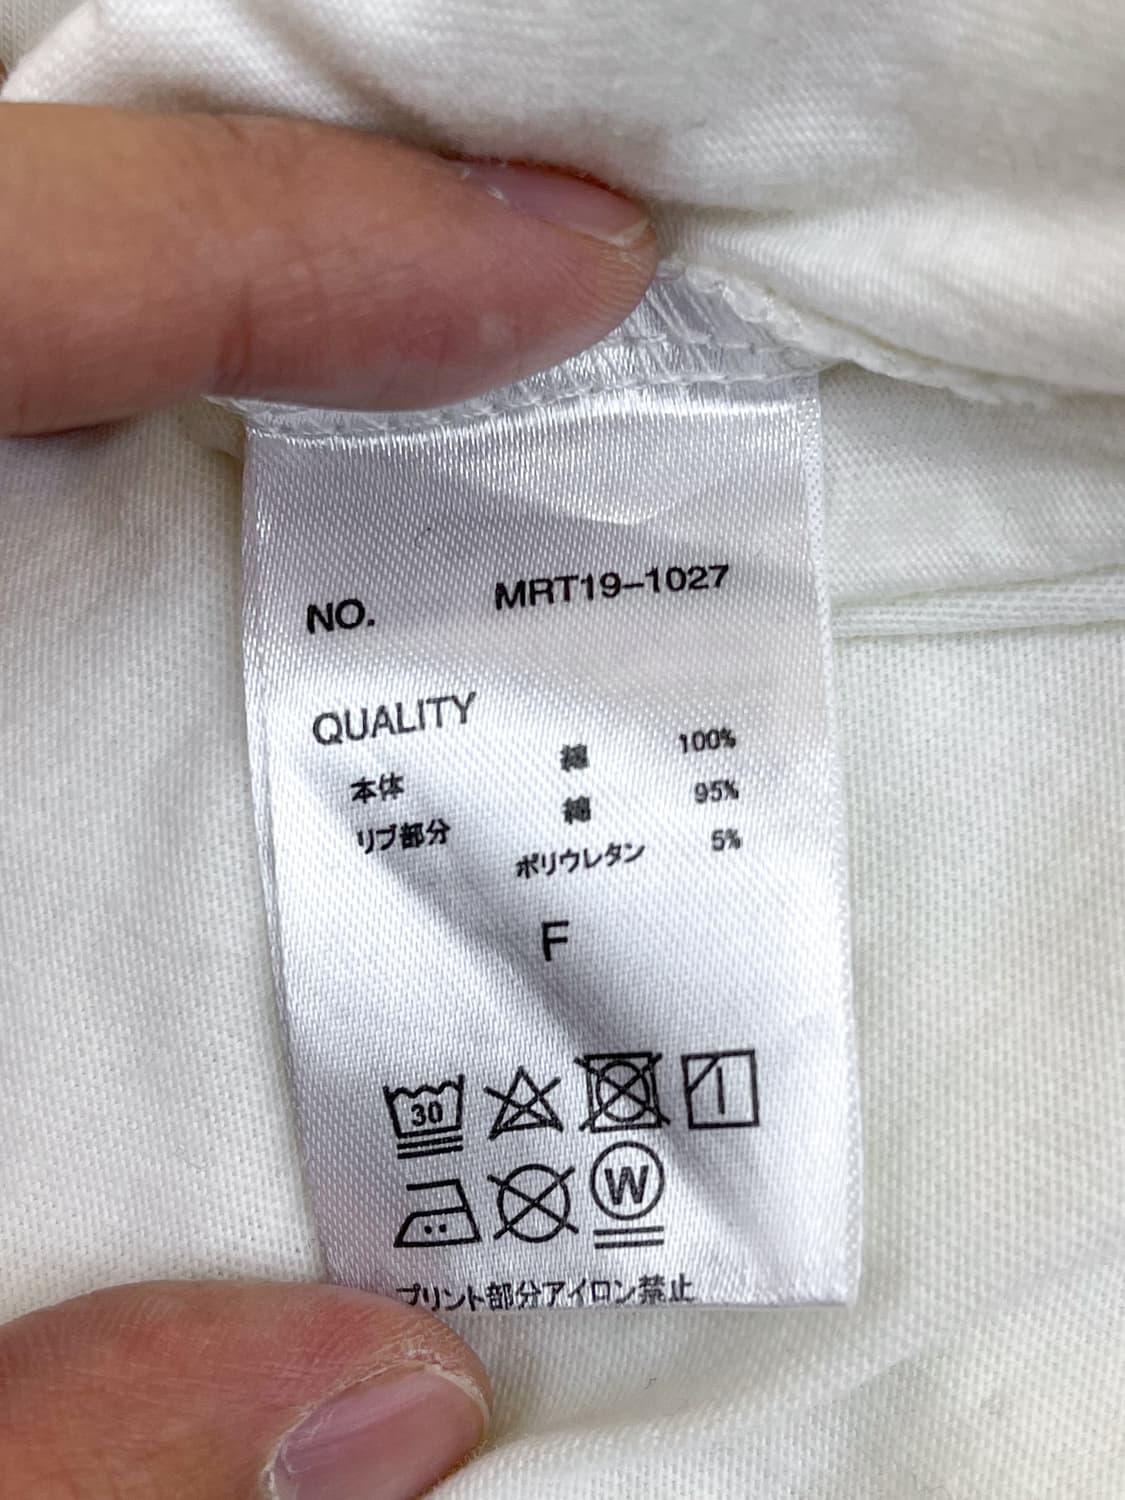 NO. MRT19-1027
QUALITY
本体 綿 100%
リブ部分 綿 95%
ポリウレタン 5%
F
30
W
プリント部分アイロン禁止